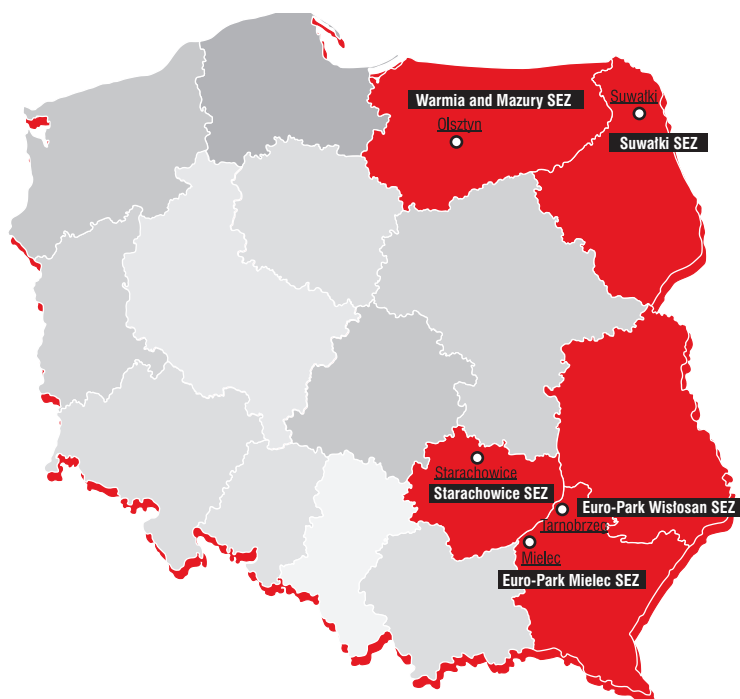 Suwałki
Warmia and Mazury SEZ
Olsztyn
Suwałki SEZ
Starachowice
Starachowice SEZ
Euro-Park Wisłosan SEZ
Tarnobrzeg
Mielec
Euro-Park Mielec SEZ